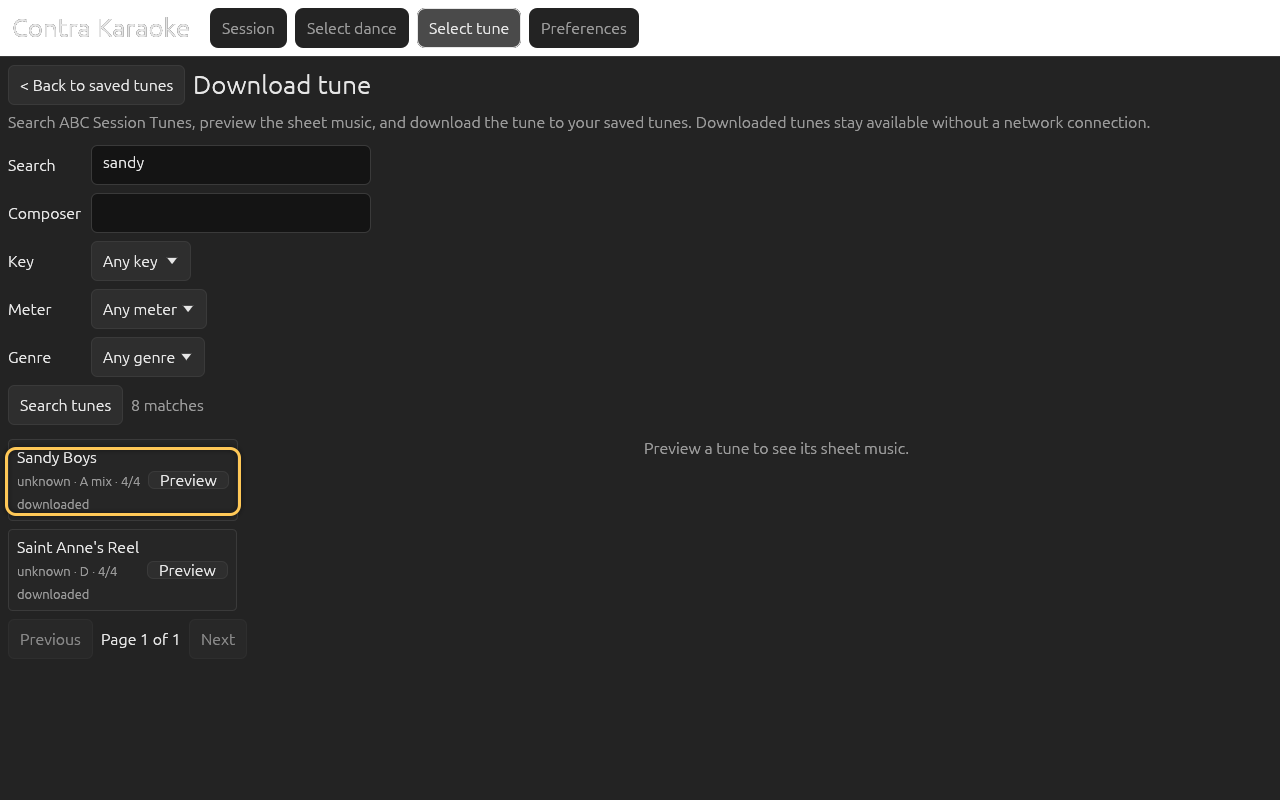 Contra Karaoke Session Select dance Select tune Preferences
< Back to saved tunes Download tune
Search ABC Session Tunes, preview the sheet music, and download the tune to your saved tunes. Downloaded tunes stay available without a network connection.
Search sandy
Composer
Key Any key
Meter Any meter
Genre Any genre
Search tunes 8 matches
Sandy Boys
unknown · A mix · 4/4 Preview
downloaded
Saint Anne's Reel
unknown · D · 4/4 Preview
downloaded
Previous Page 1 of 1 Next
Preview a tune to see its sheet music.